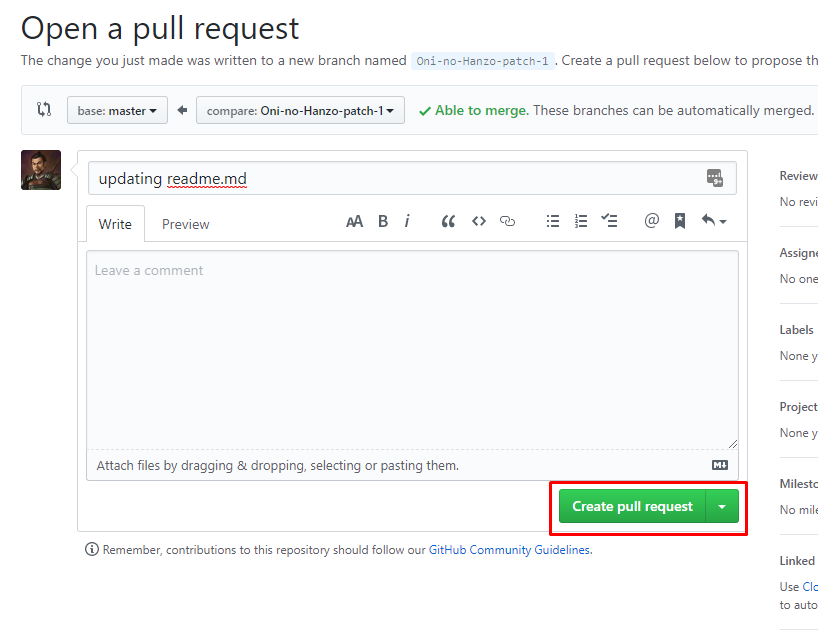 Open a pull request
The change you just made was written to a new branch named Oni-no-Hanzo-patch-1 . Create a pull request below to propose th
base: master compare: Oni-no-Hanzo-patch-1 Able to merge. These branches can be automatically merged.
updating readme.md 9+
Reviewe
No revi
Write Preview AA B i @
Assigne
Leave a comment
No one
Labels
None y
Project
None y
Attach files by dragging & dropping, selecting or pasting them. M
Milesto
Create pull request
No mile
Remember, contributions to this repository should follow our GitHub Community Guidelines.
Linked
Use Clo
to auto